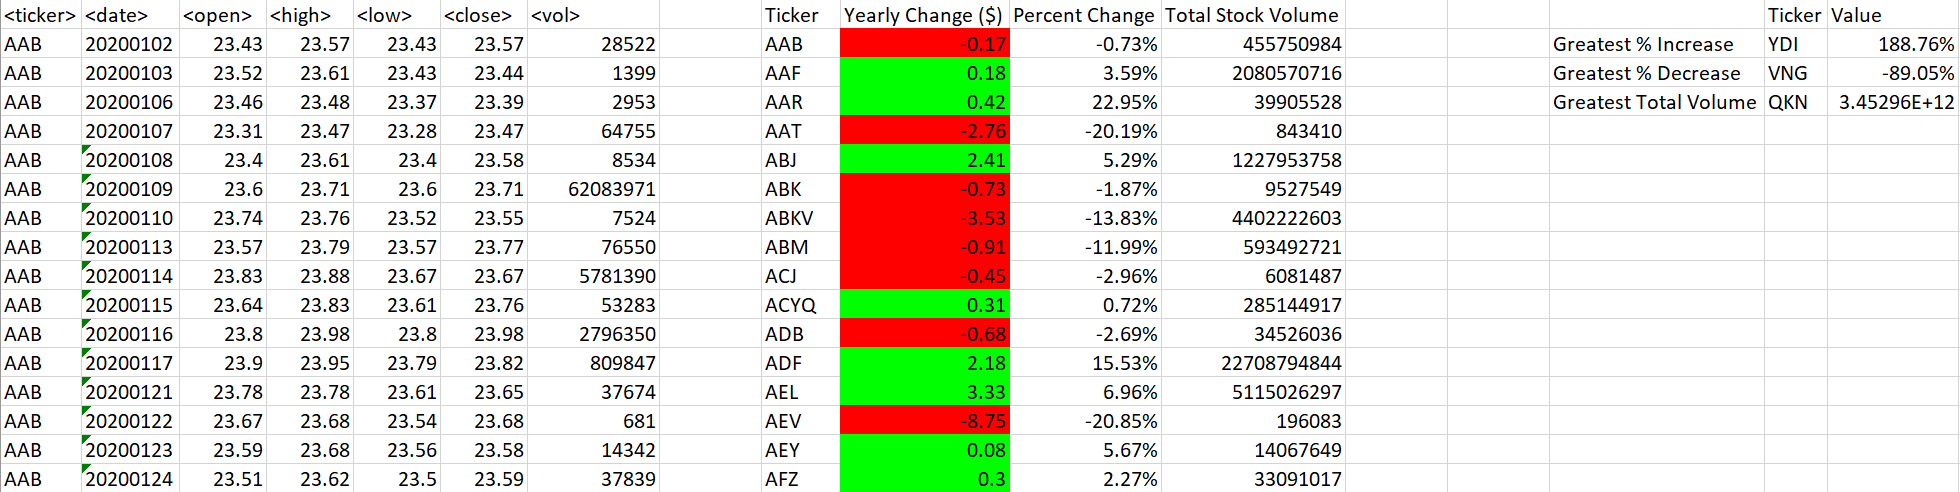 <ticker> <date> <open> <high> <low> <close> <vol> Ticker Yearly Change ($) Percent Change Total Stock Volume Ticker Value
AAB 20200102 23.43 23.57 23.43 23.57 28522 AAB -0.17 -0.73% 455750984 Greatest % Increase YDI 188.76%
AAB 20200103 23.52 23.61 23.43 23.44 1399 AAF 0.18 3.59% 2080570716 Greatest % Decrease VNG -89.05%
AAB 20200106 23.46 23.48 23.37 23.39 2953 AAR 0.42 22.95% 39905528 Greatest Total Volume QKN 3.45296E+12
AAB 20200107 23.31 23.47 23.28 23.47 64755 AAT -2.76 -20.19% 843410
AAB 20200108 23.4 23.61 23.4 23.58 8534 ABJ 2.41 5.29% 1227953758
AAB 20200109 23.6 23.71 23.6 23.71 62083971 ABK -0.73 -1.87% 9527549
AAB 20200110 23.74 23.76 23.52 23.55 7524 ABKV -3.53 -13.83% 4402222603
AAB 20200113 23.57 23.79 23.57 23.77 76550 ABM -0.91 -11.99% 593492721
AAB 20200114 23.83 23.88 23.67 23.67 5781390 ACJ -0.45 -2.96% 6081487
AAB 20200115 23.64 23.83 23.61 23.76 53283 ACYQ 0.31 0.72% 285144917
AAB 20200116 23.8 23.98 23.8 23.98 2796350 ADB -0.68 -2.69% 34526036
AAB 20200117 23.9 23.95 23.79 23.82 809847 ADF 2.18 15.53% 22708794844
AAB 20200121 23.78 23.78 23.61 23.65 37674 AEL 3.33 6.96% 5115026297
AAB 20200122 23.67 23.68 23.54 23.68 681 AEV -8.75 -20.85% 196083
AAB 20200123 23.59 23.68 23.56 23.58 14342 AEY 0.08 5.67% 14067649
AAB 20200124 23.51 23.62 23.5 23.59 37839 AFZ 0.3 2.27% 33091017